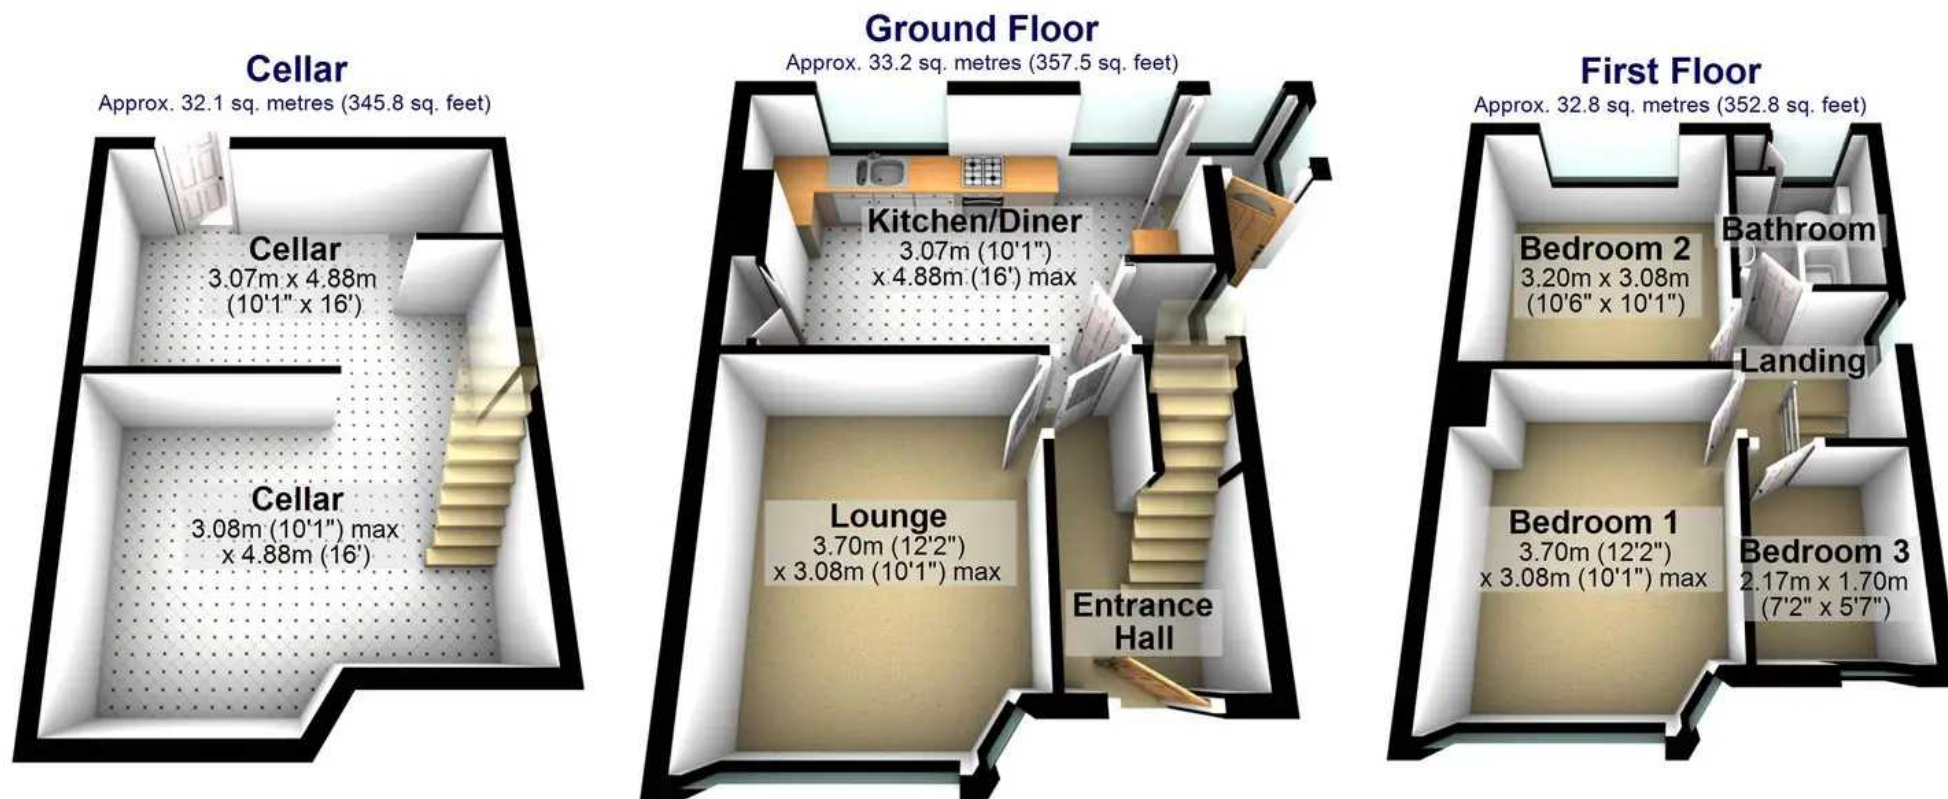 Cellar
Approx. 32.1 sq. metres (345.8 sq. feet)
Cellar
3.07m x 4.88m
(10'1" x 16')
Cellar
3.08m (10'1") max
x 4.88m (16')
Ground Floor
Approx. 33.2 sq. metres (357.5 sq. feet)
Kitchen/Diner
3.07m (10'1")
x 4.88m (16') max
Lounge
3.70m (12'2")
x 3.08m (10'1") max
Entrance
Hall
First Floor
Approx. 32.8 sq. metres (352.8 sq. feet)
Bedroom 2
3.20m x 3.08m
(10'6" x 10'1")
Bathroom
Landing
Bedroom 1
3.70m (12'2")
x 3.08m (10'1") max
Bedroom 3
2.17m x 1.70m
(7'2" x 5'7")